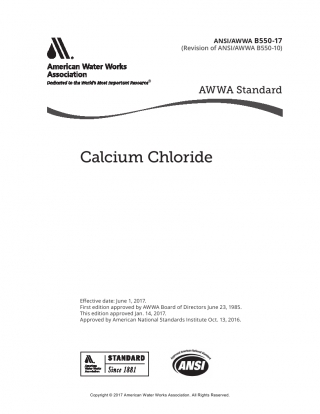 ANSI/AWWA B550-17
(Revision of ANSI/AWWA B550-10)
American Water Works
Association
Dedicated to the World's Most Important Resource®
AWWA Standard
Calcium Chloride
Effective date: June 1, 2017.
First edition approved by AWWA Board of Directors June 23, 1985.
This edition approved Jan. 14, 2017.
Approved by American National Standards Institute Oct. 13, 2016.
American Water Works
Association
STANDARD
Since 1881
ANSI
Copyright © 2017 American Water Works Association. All Rights Reserved.